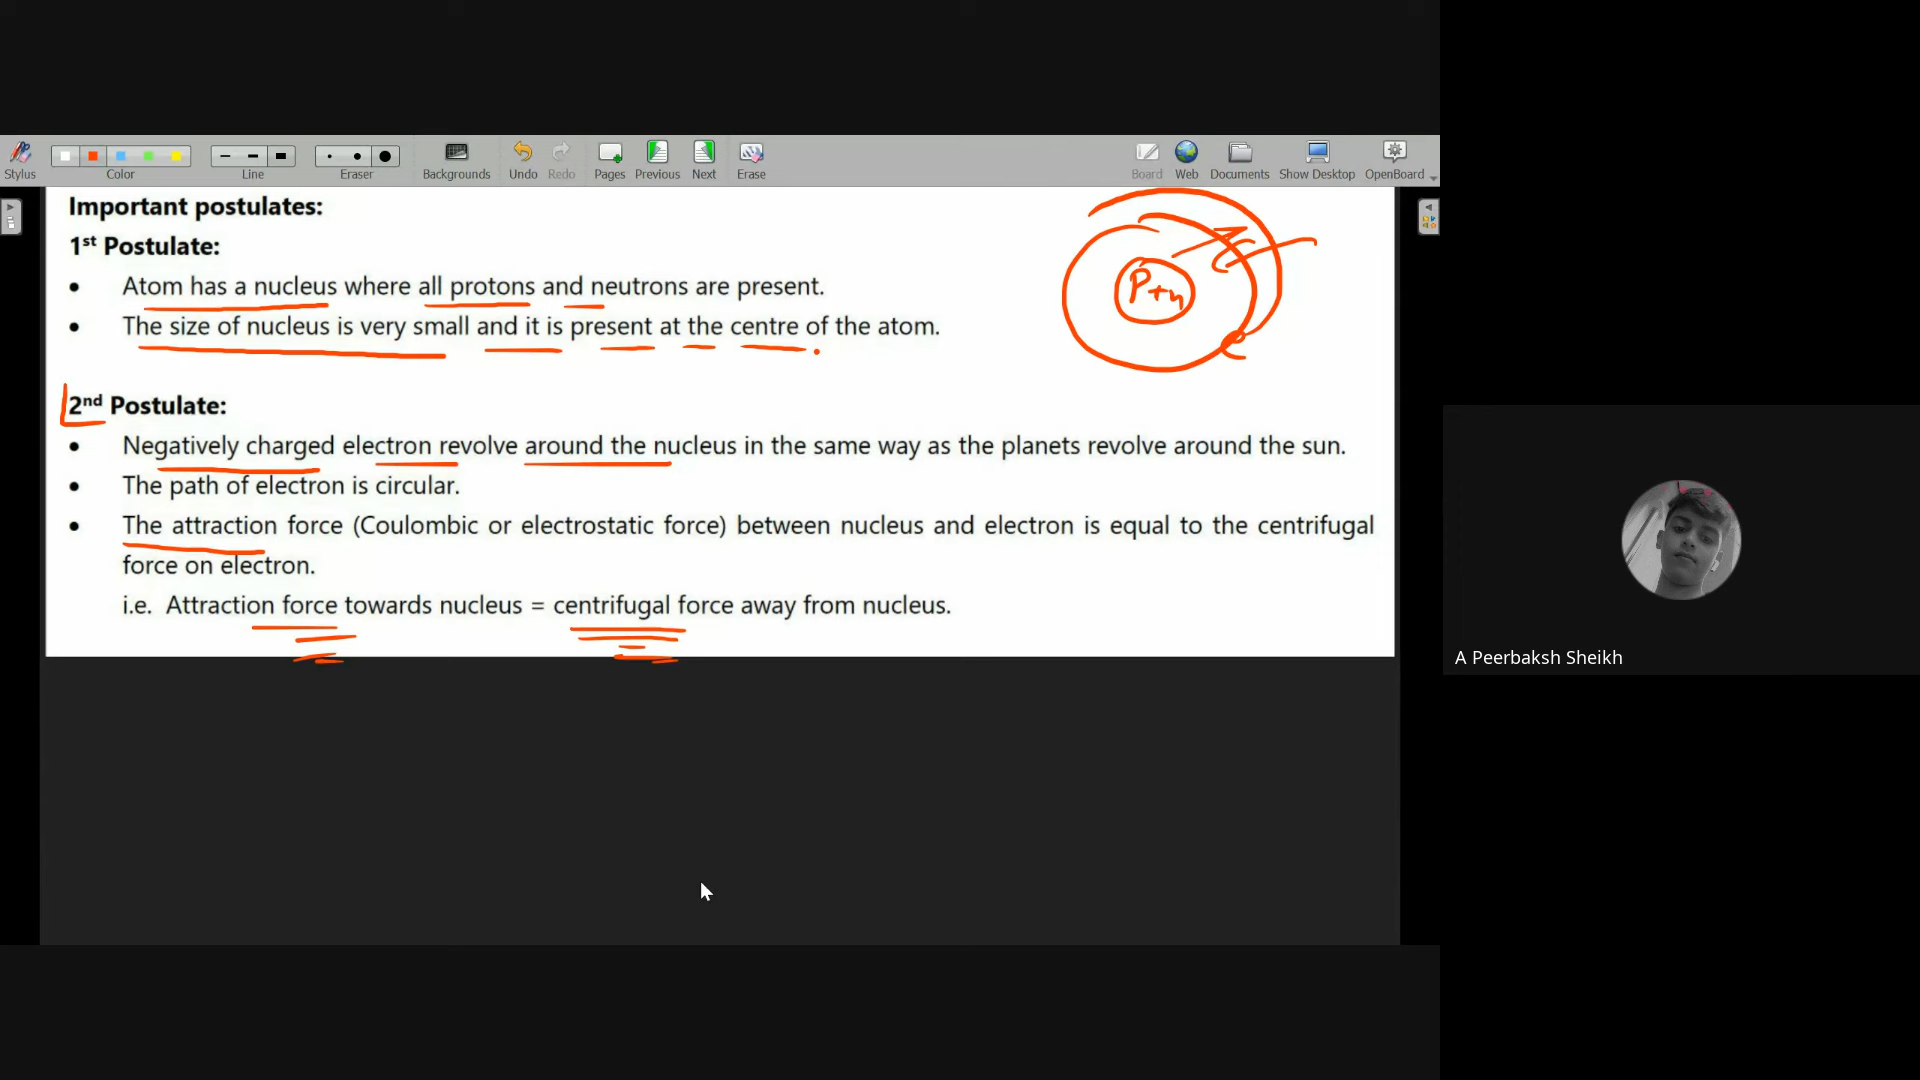 Stylus
Color
Line
Eraser
Backgrounds
Undo
Redo
Pages
Previous
Next
Erase
Board
Web
Documents
Show Desktop
OpenBoard
Important postulates:
1st Postulate:
• Atom has a nucleus where all protons and neutrons are present.
• The size of nucleus is very small and it is present at the centre of the atom.
P+n
2nd Postulate:
• Negatively charged electron revolve around the nucleus in the same way as the planets revolve around the sun.
• The path of electron is circular.
• The attraction force (Coulombic or electrostatic force) between nucleus and electron is equal to the centrifugal
force on electron.
i.e. Attraction force towards nucleus = centrifugal force away from nucleus.
A Peerbaksh Sheikh